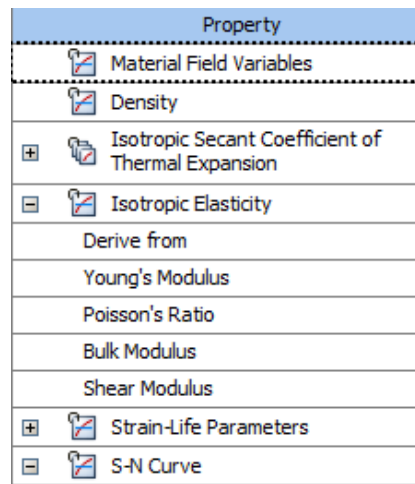 Property
Material Field Variables
Density
Isotropic Secant Coefficient of
Thermal Expansion
Isotropic Elasticity
Derive from
Young's Modulus
Poisson's Ratio
Bulk Modulus
Shear Modulus
Strain-Life Parameters
S-N Curve